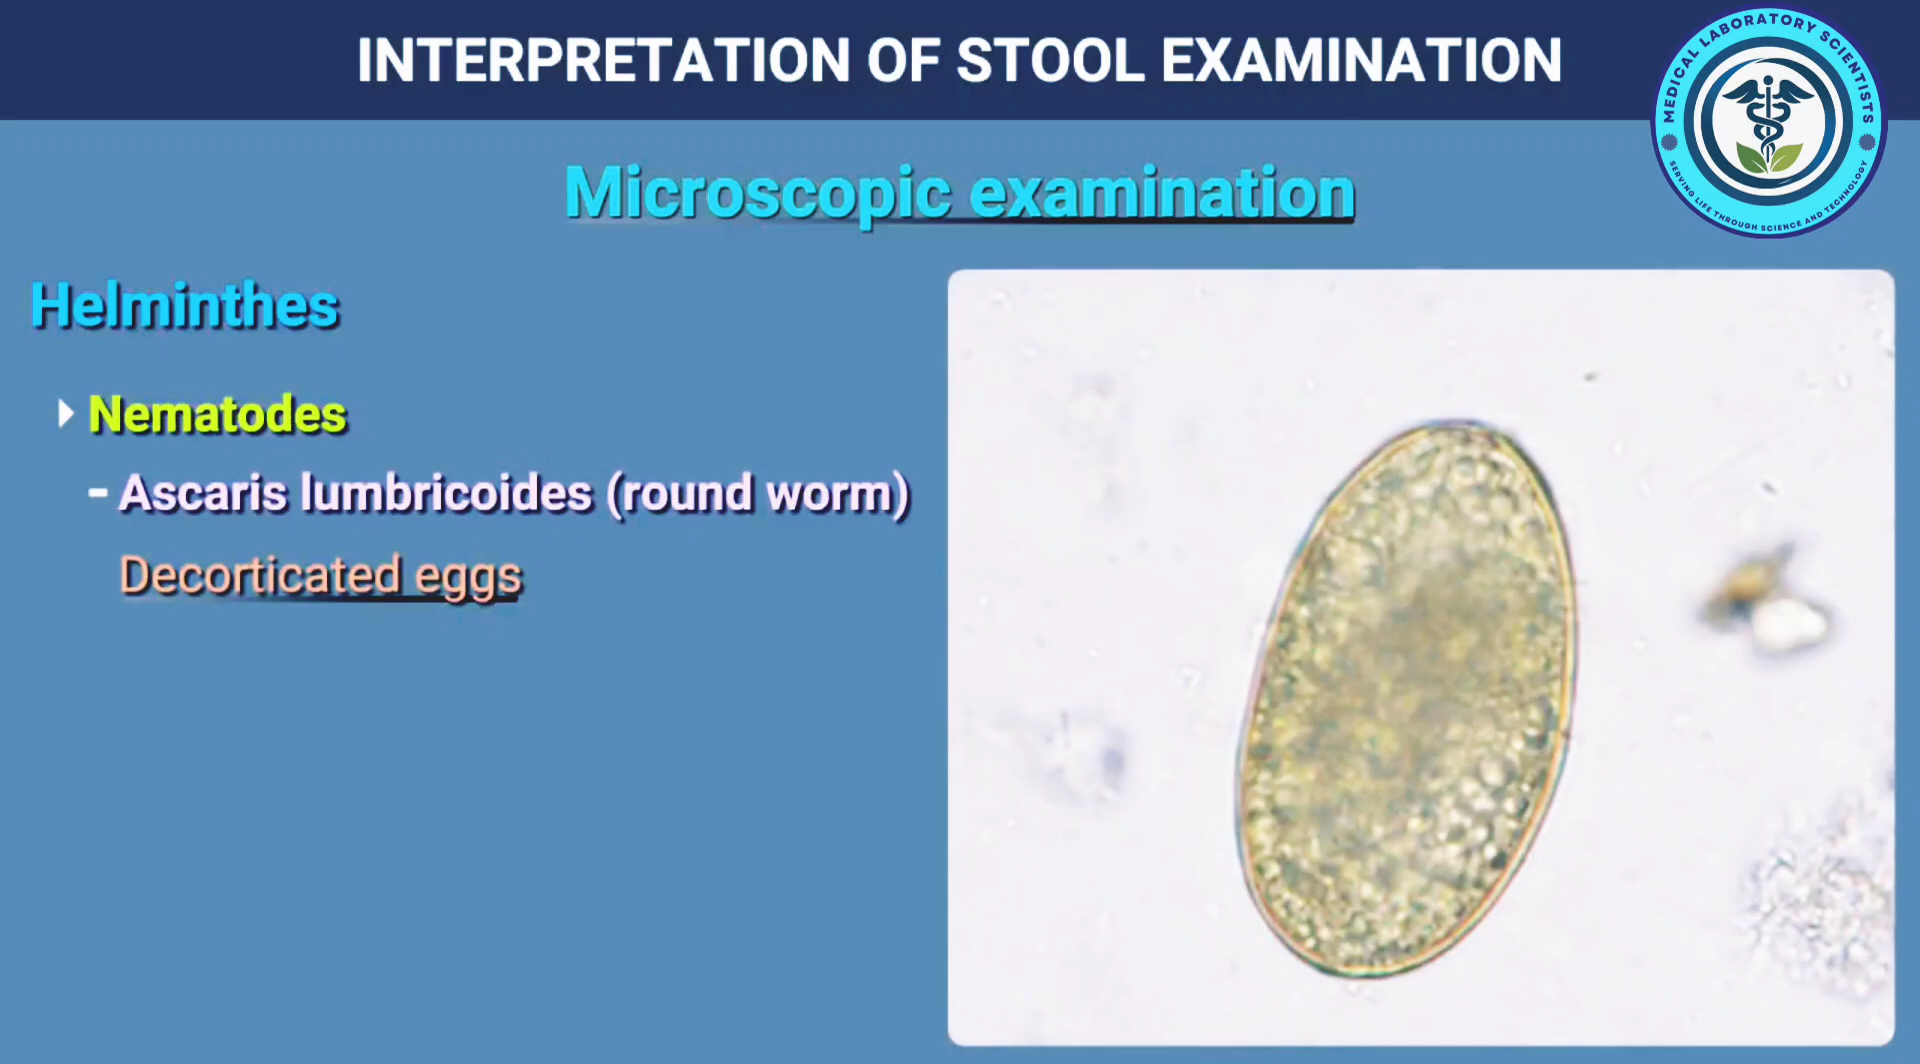 INTERPRETATION OF STOOL EXAMINATION
MEDICAL LABORATORY SCIENTISTS
SERVING LIFE THROUGH SCIENCE AND TECHNOLOGY
Microscopic examination
Helminthes
Nematodes
- Ascaris lumbricoides (round worm)
Decorticated eggs